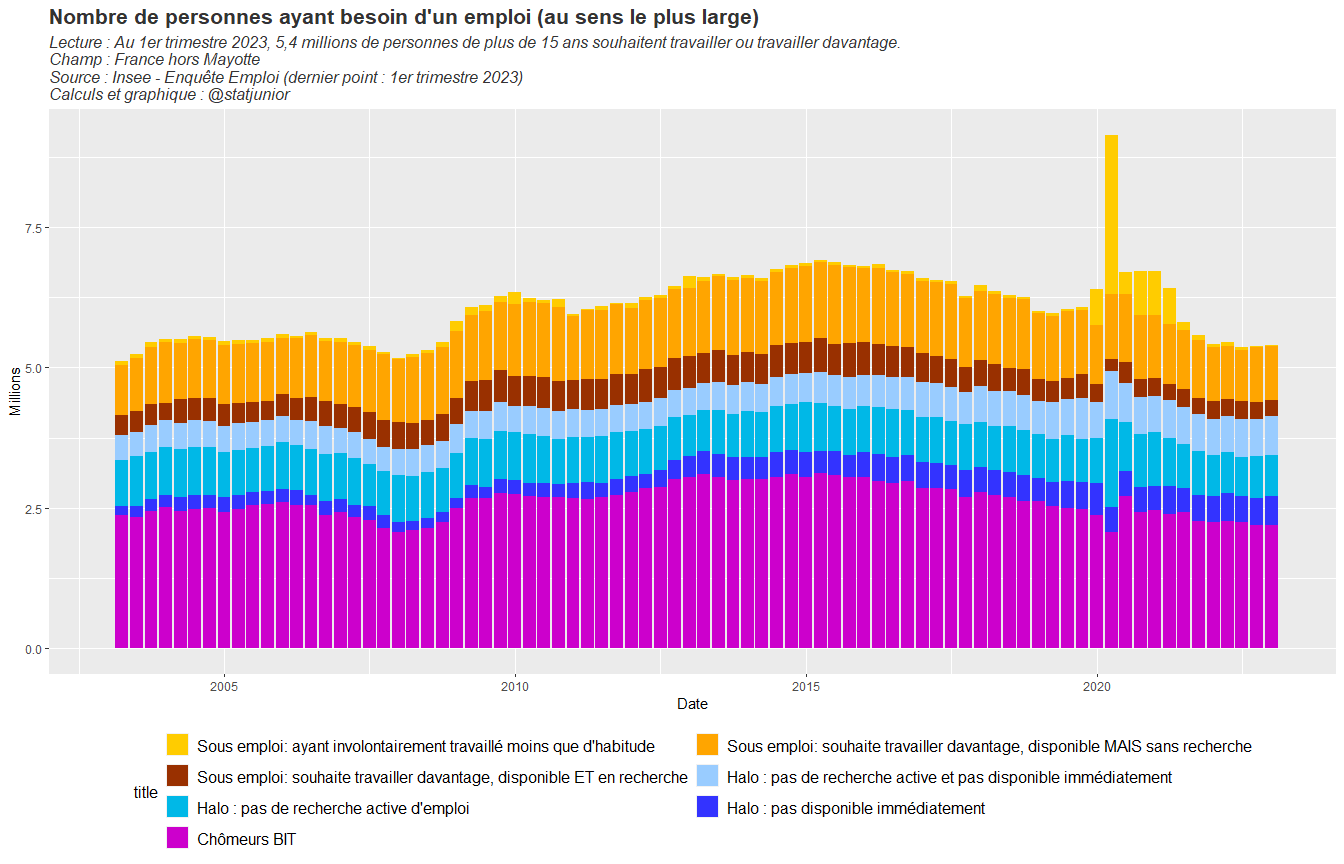 Nombre de personnes ayant besoin d'un emploi (au sens le plus large)
Lecture : Au 1er trimestre 2023, 5,4 millions de personnes de plus de 15 ans souhaitent travailler ou travailler davantage.
Champ : France hors Mayotte
Source : Insee - Enquête Emploi (dernier point : 1er trimestre 2023)
Calculs et graphique : @statjunior
7.5
5.0
Millions
2.5
0.0
2005 2010 2015 2020
Date
title
Sous emploi: ayant involontairement travaillé moins que d'habitude
Sous emploi: souhaite travailler davantage, disponible MAIS sans recherche
Sous emploi: souhaite travailler davantage, disponible ET en recherche
Halo : pas de recherche active et pas disponible immédiatement
Halo : pas de recherche active d'emploi
Halo : pas disponible immédiatement
Chômeurs BIT